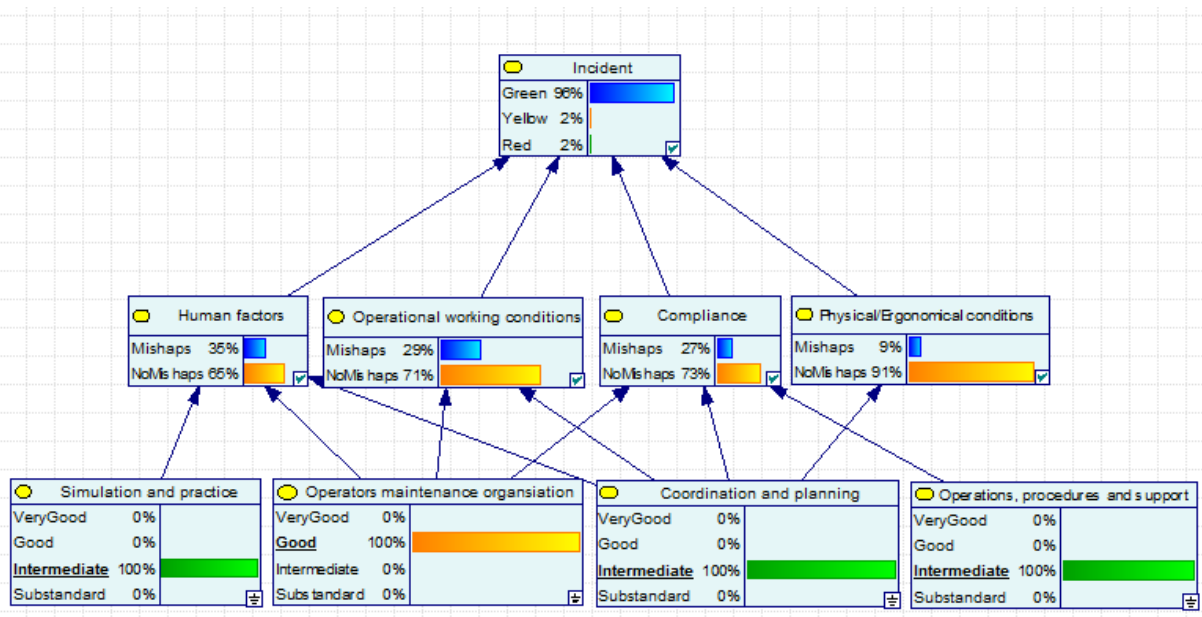 Incident
Green 96%
Yellow 2%
Red 2%
Human factors
Mishaps 35%
NoMishaps 65%
Operational working conditions
Mishaps 29%
NoMishaps 71%
Compliance
Mishaps 27%
NoMishaps 73%
Physical/Ergonomical conditions
Mishaps 9%
NoMishaps 91%
Simulation and practice
VeryGood 0%
Good 0%
Intermediate 100%
Substandard 0%
Operators maintenance organsiation
VeryGood 0%
Good 100%
Intermediate 0%
Substandard 0%
Coordination and planning
VeryGood 0%
Good 0%
Intermediate 100%
Substandard 0%
Operations, procedures and support
VeryGood 0%
Good 0%
Intermediate 100%
Substandard 0%